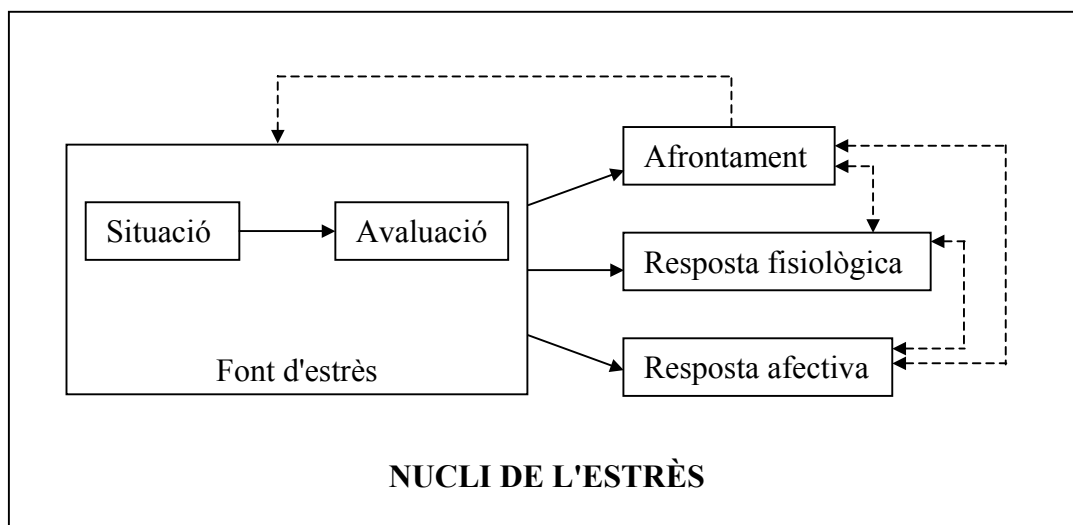 Afrontament
Situació
Avaluació
Resposta fisiològica
Font d'estrès
Resposta afectiva
NUCLI DE L'ESTRÈS